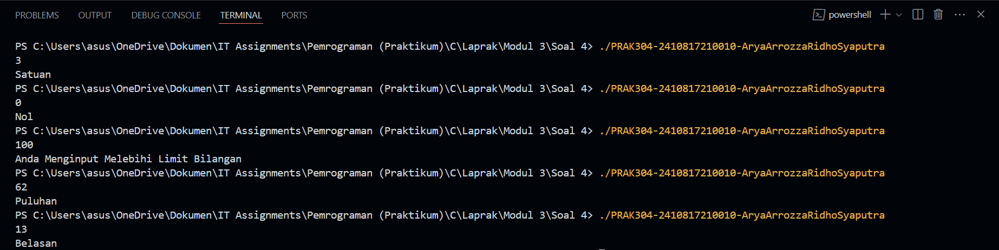 PROBLEMS OUTPUT DEBUG CONSOLE TERMINAL PORTS powershell
PS C:\Users\asus\OneDrive\Dokumen\IT Assignments\Pemrograman (Praktikum)\C\Laprak\Modul 3\Soal 4> ./PRAK304-2410817210010-AryaArrozzaRidhoSyaputra
3
Satuan
PS C:\Users\asus\OneDrive\Dokumen\IT Assignments\Pemrograman (Praktikum)\C\Laprak\Modul 3\Soal 4> ./PRAK304-2410817210010-AryaArrozzaRidhoSyaputra
0
Nol
PS C:\Users\asus\OneDrive\Dokumen\IT Assignments\Pemrograman (Praktikum)\C\Laprak\Modul 3\Soal 4> ./PRAK304-2410817210010-AryaArrozzaRidhoSyaputra
100
Anda Menginput Melebihi Limit Bilangan
PS C:\Users\asus\OneDrive\Dokumen\IT Assignments\Pemrograman (Praktikum)\C\Laprak\Modul 3\Soal 4> ./PRAK304-2410817210010-AryaArrozzaRidhoSyaputra
62
Puluhan
PS C:\Users\asus\OneDrive\Dokumen\IT Assignments\Pemrograman (Praktikum)\C\Laprak\Modul 3\Soal 4> ./PRAK304-2410817210010-AryaArrozzaRidhoSyaputra
13
Belasan